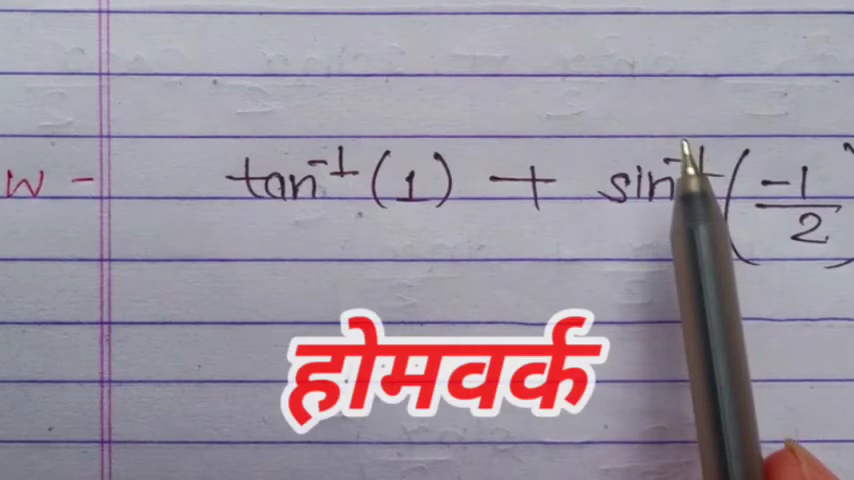 W - tan⁻¹ (1) + sin⁻¹ (-1/2)
होमवर्क